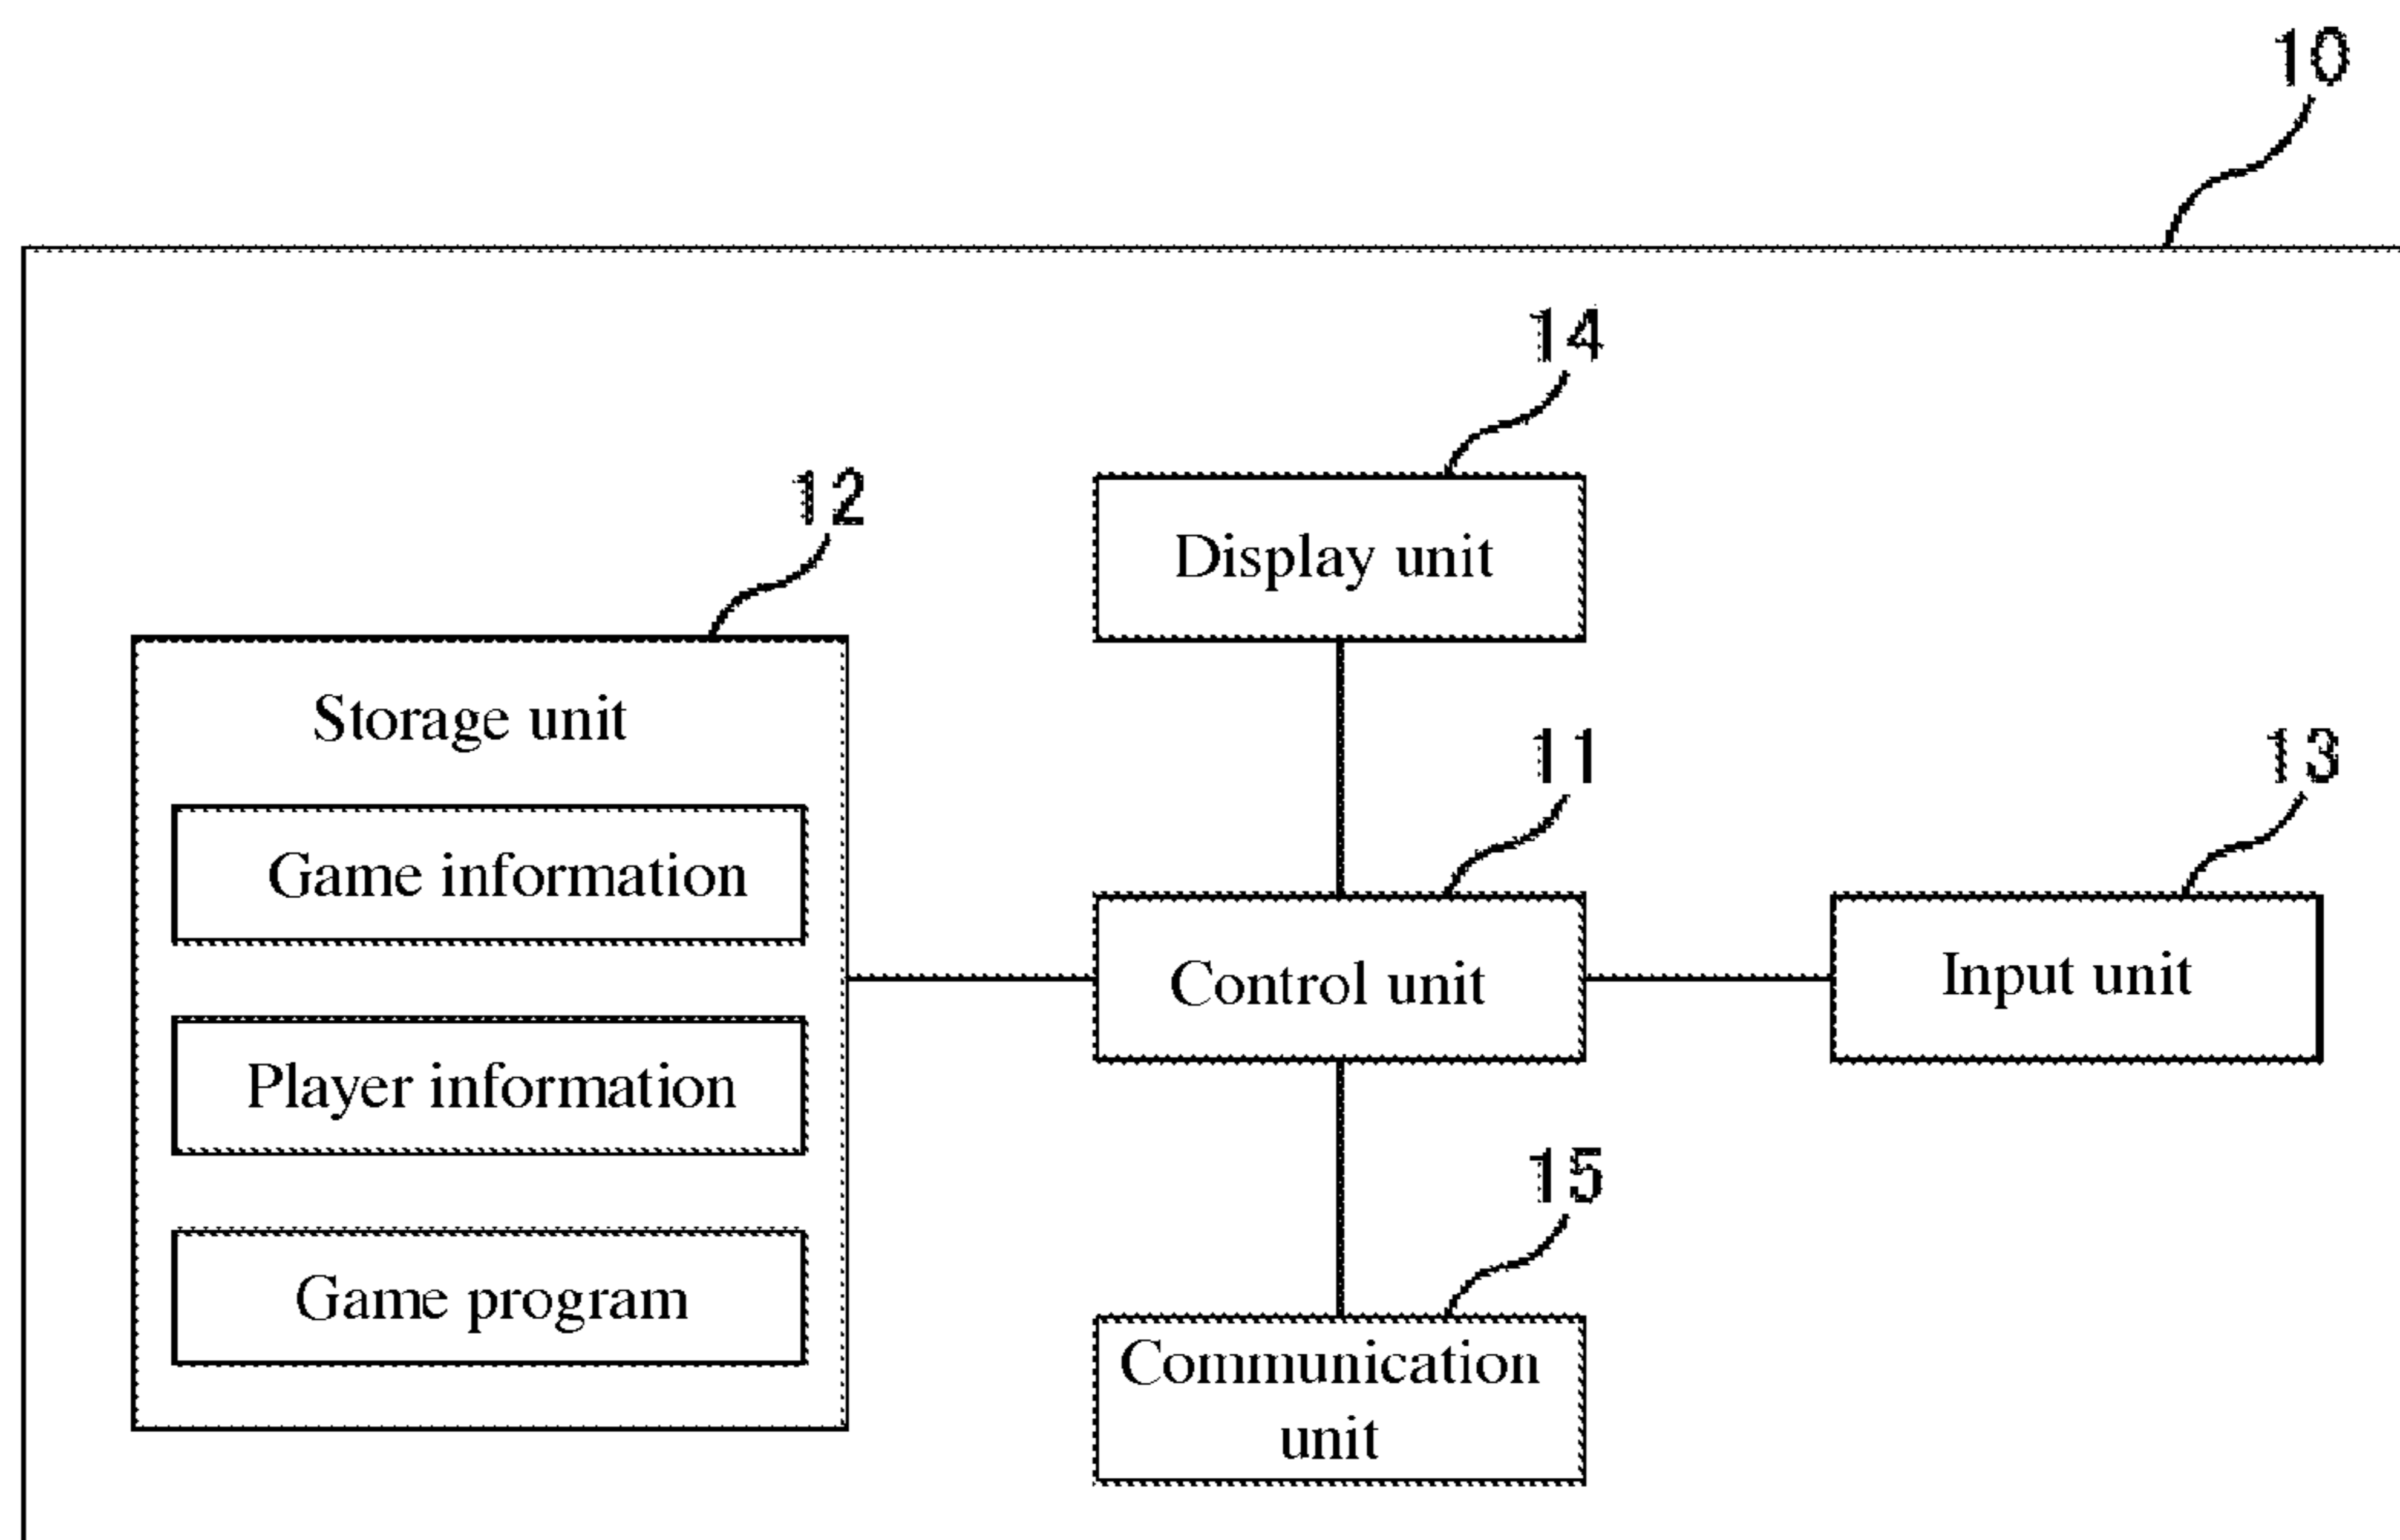 10
14
12
Display unit
Storage unit
11
13
Game information
Control unit
Input unit
Player information
15
Game program
Communication
unit